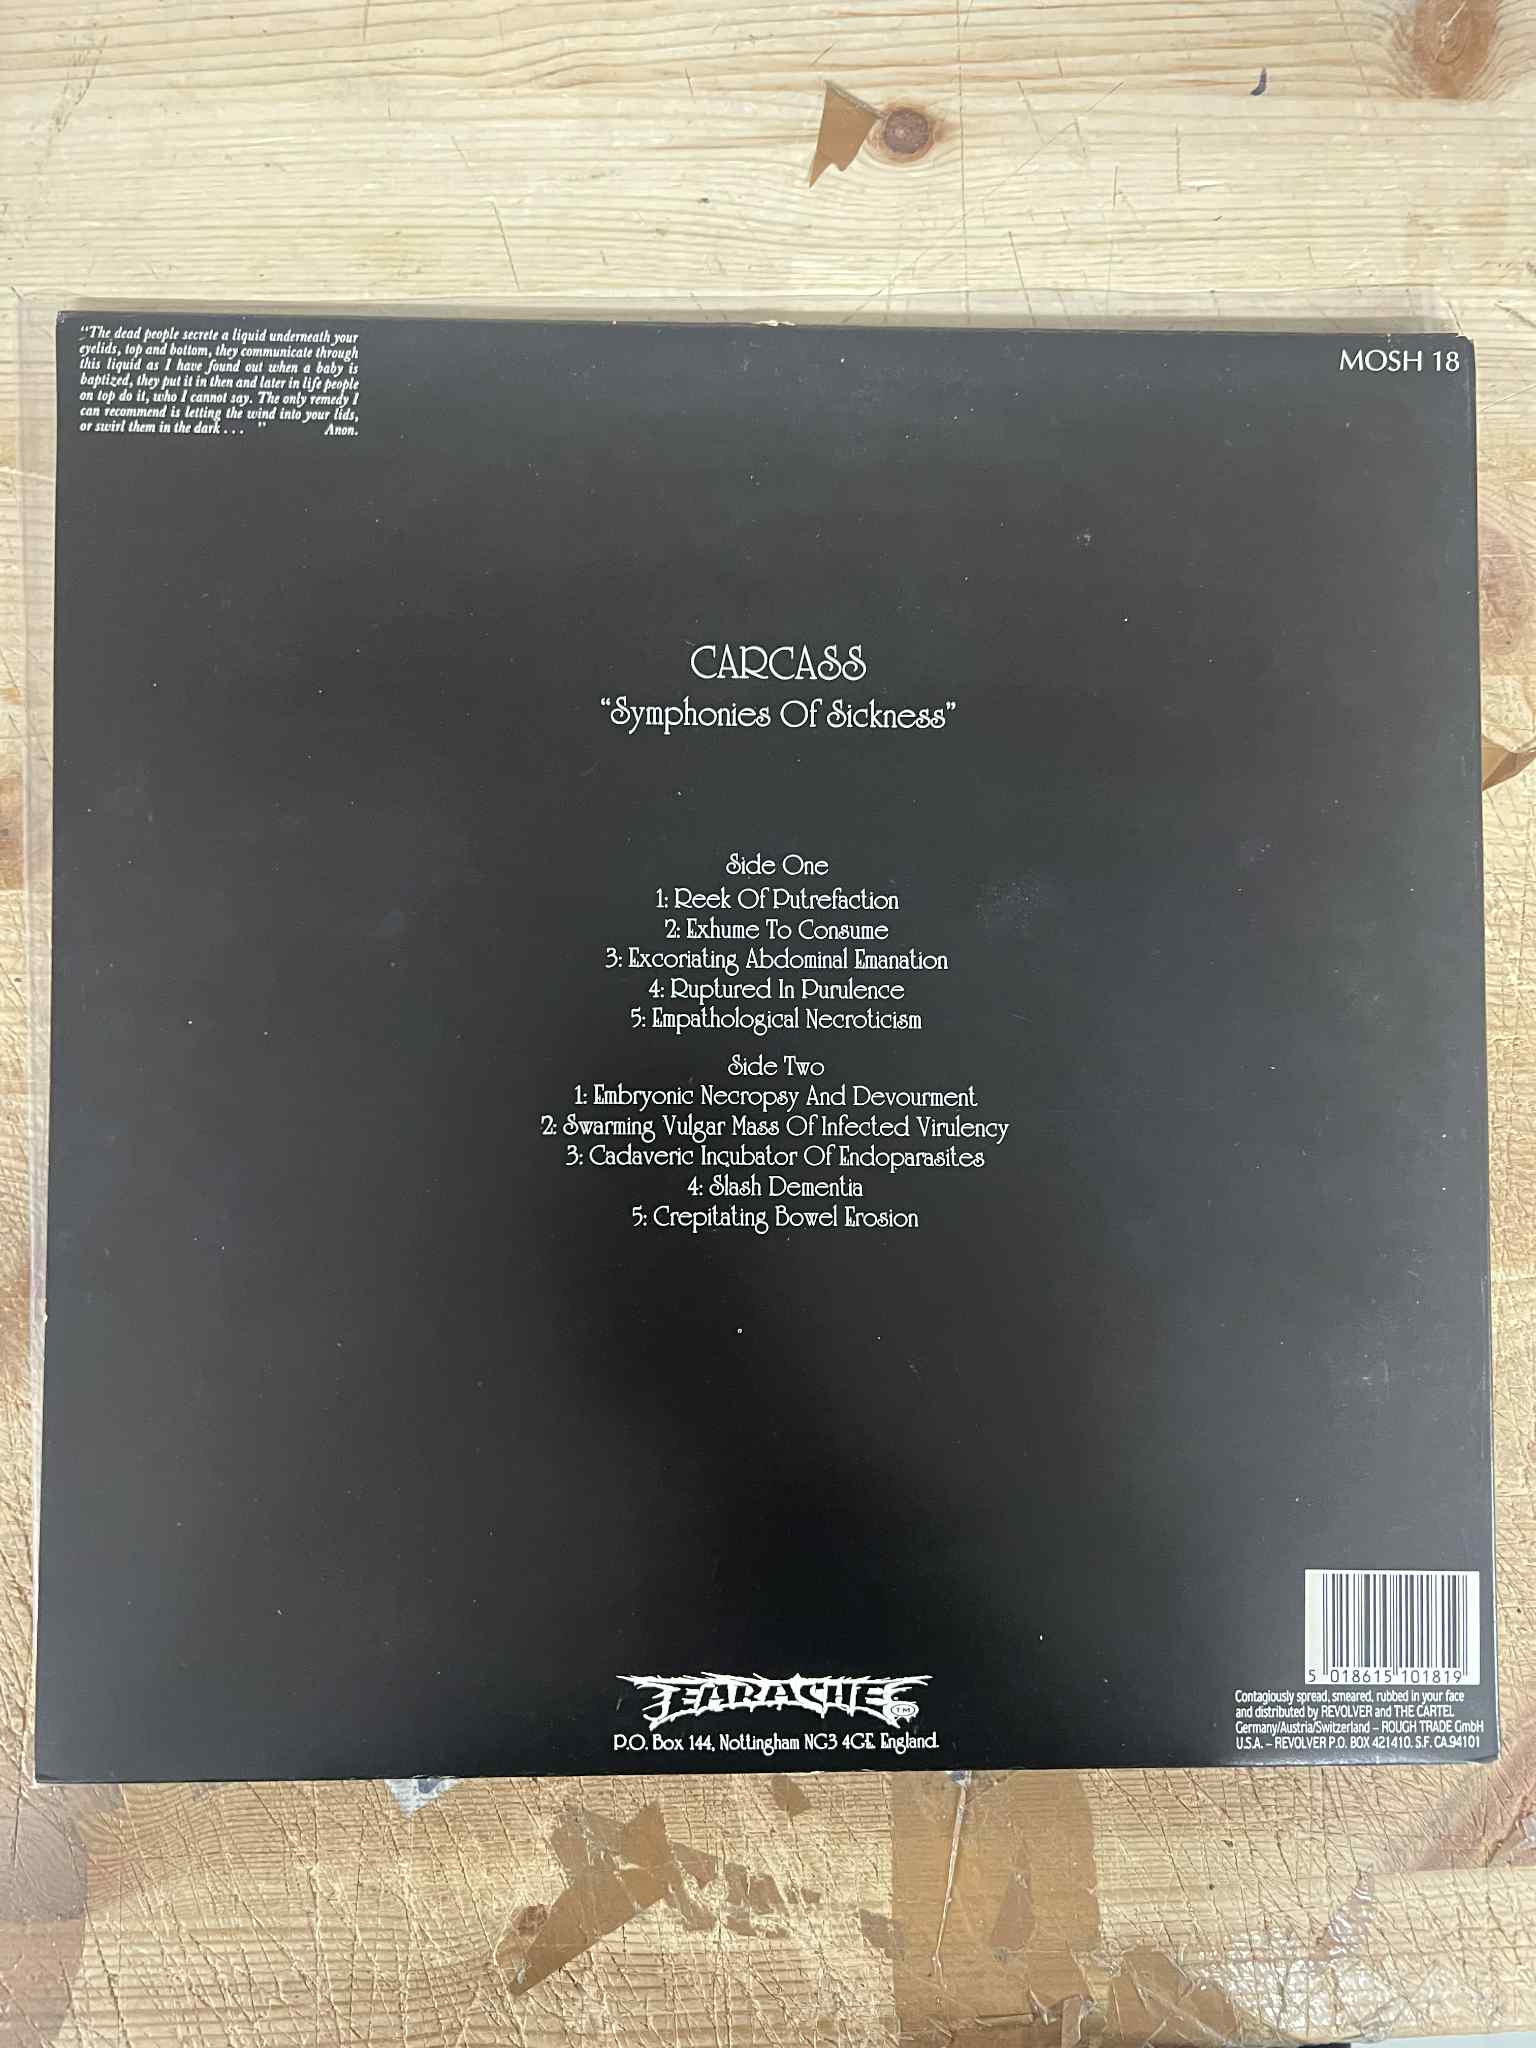 "The dead people secrete a liquid underneath your
eyelids, top and bottom, they communicate through
this liquid as I have found out when a baby is
baptized, they put it in then and later in life people
on top do it, who I cannot say. The only remedy I
can recommend is letting the wind into your lids,
or swirl them in the dark . . . " Anon.
MOSH 18
CARCASS
"Symphonies Of Sickness"
Side One
1: Reek Of Putrefaction
2: Exhume To Consume
3: Excoriating Abdominal Emanation
4: Ruptured In Purulence
5: Empathological Necroticism
Side Two
1: Embryonic Necropsy And Devourment
2: Swarming Vulgar Mass Of Infected Virulency
3: Cadaveric Incubator Of Endoparasites
4: Slash Dementia
5: Crepitating Bowel Erosion
EARACHE TM
P.O. Box 144, Nottingham NG3 4GE. England.
5 018615 101819
Contagiously spread, smeared, rubbed in your face
and distributed by REVOLVER and THE CARTEL
Germany/Austria/Switzerland – ROUGH TRADE GmbH
U.S.A. – REVOLVER P.O. BOX 421410. S.F. CA.94101